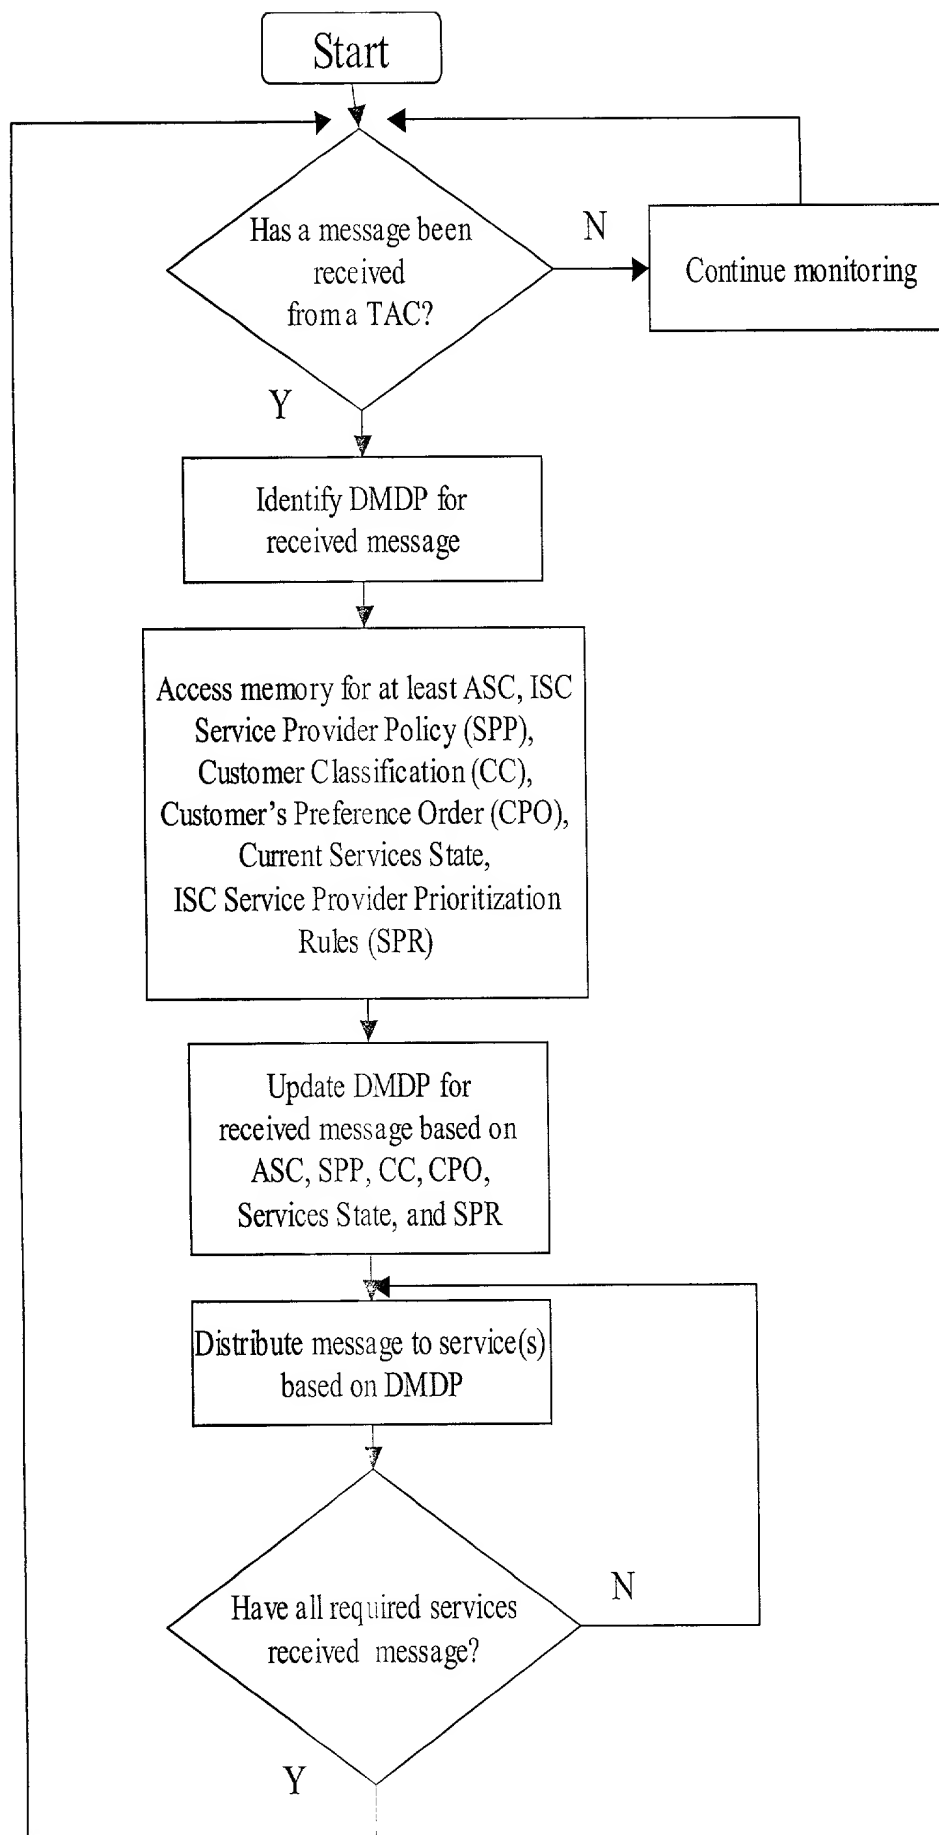 Start
Has a message been
received
from a TAC?
N
Continue monitoring
Y
Identify DMDP for
received message
Access memory for at least ASC, ISC
Service Provider Policy (SPP),
Customer Classification (CC),
Customer's Preference Order (CPO),
Current Services State,
ISC Service Provider Prioritization
Rules (SPR)
Update DMDP for
received message based on
ASC, SPP, CC, CPO,
Services State, and SPR
Distribute message to service(s)
based on DMDP
Have all required services
received message?
N
Y